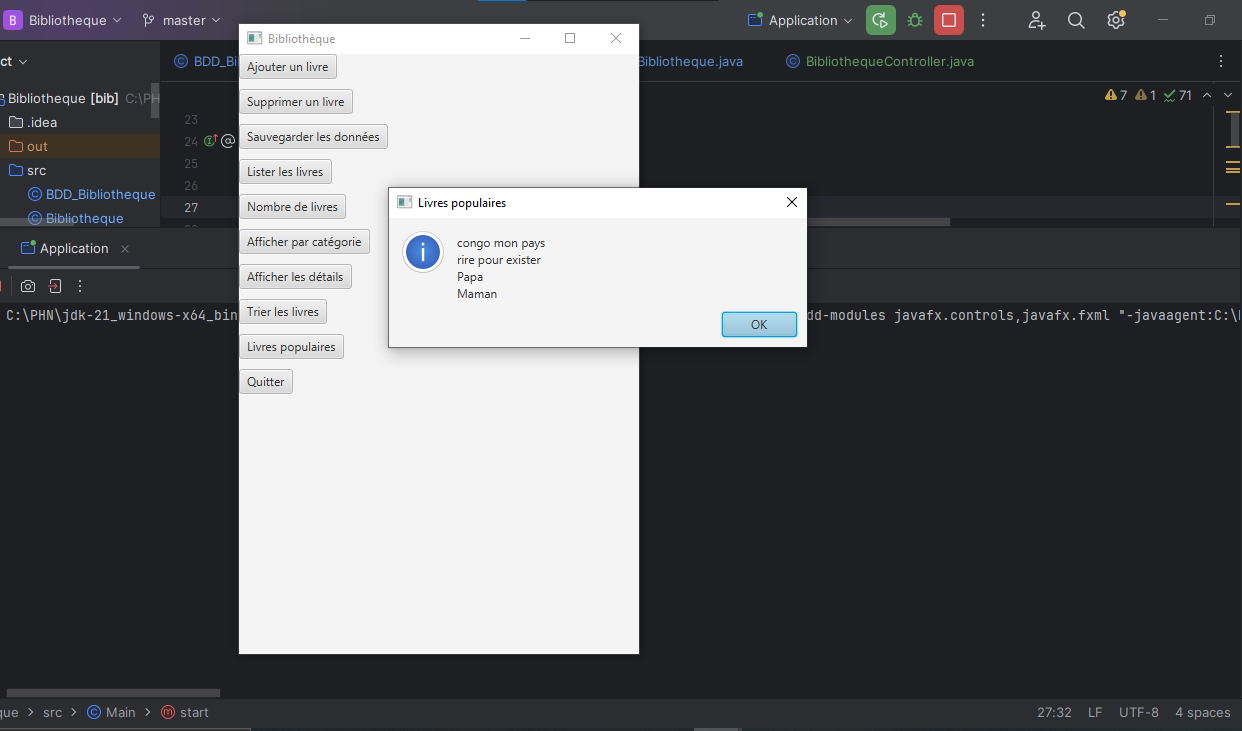 B Bibliotheque master Application
Bibliothèque
ct
BDD_Bi
Bibliotheque.java
BibliothequeController.java
Bibliotheque [bib] C:\PH
.idea
out
src
BDD_Bibliotheque
Bibliotheque
23
24
25
26
27
7 1 71
Ajouter un livre
Supprimer un livre
Sauvegarder les données
Lister les livres
Nombre de livres
Afficher par catégorie
Afficher les détails
Trier les livres
Livres populaires
Quitter
Livres populaires
congo mon pays
rire pour exister
Papa
Maman
OK
Application
C:\PHN\jdk-21_windows-x64_bin
dd-modules javafx.controls,javafx.fxml "-javaagent:C:\
que src Main start
27:32 LF UTF-8 4 spaces